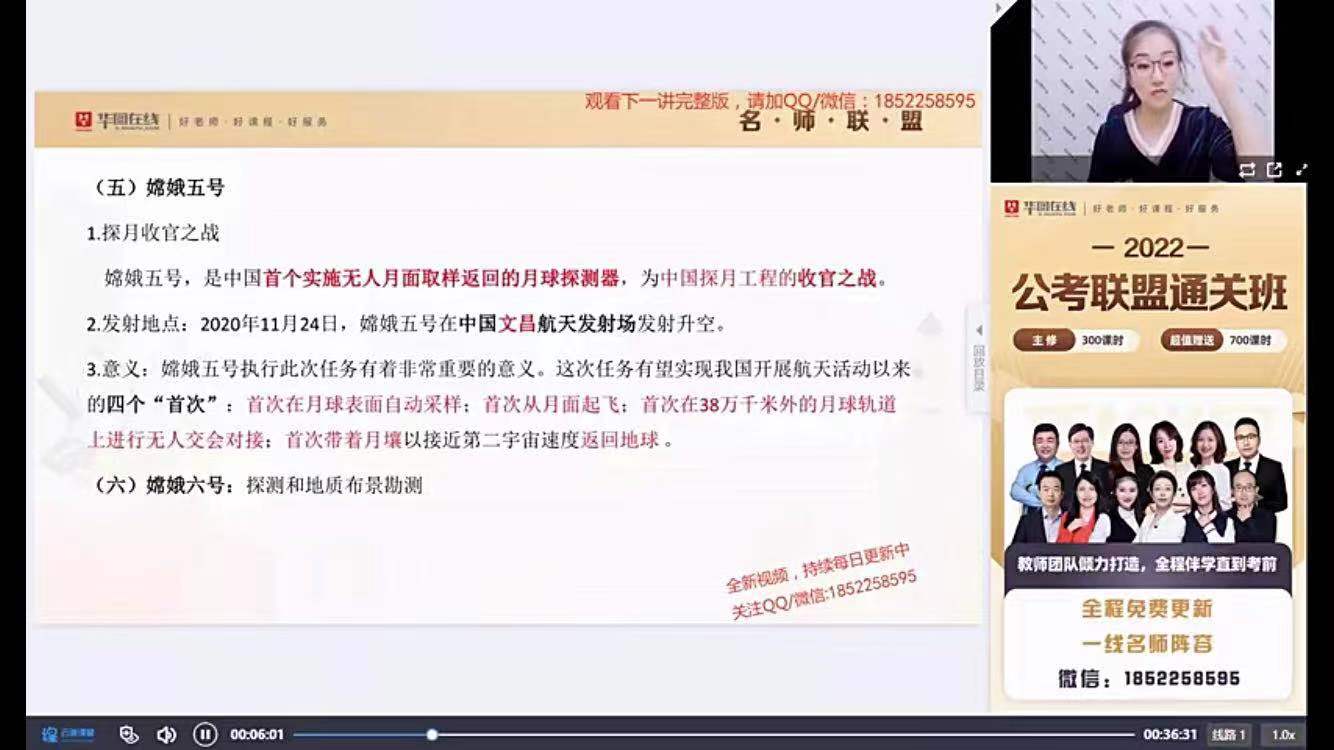 观看下一讲完整版，请加QQ/微信：1852258595
华图在线 | 好老师·好课程·好服务
名·师·联·盟
（五）嫦娥五号
1.探月收官之战
嫦娥五号，是中国首个实施无人月面取样返回的月球探测器，为中国探月工程的收官之战。
2.发射地点：2020年11月24日，嫦娥五号在中国文昌航天发射场发射升空。
3.意义：嫦娥五号执行此次任务有着非常重要的意义。这次任务有望实现我国开展航天活动以来
的四个“首次”：首次在月球表面自动采样；首次从月面起飞；首次在38万千米外的月球轨道
上进行无人交会对接；首次带着月壤以接近第二宇宙速度返回地球。
（六）嫦娥六号：探测和地质布景勘测
全新视频，持续每日更新中
关注QQ/微信:1852258595
回放目录
华图在线 | 好老师·好课程·好服务
2022
公考联盟通关班
主修 300课时 超值赠送 700课时
教师团队倾力打造，全程伴学直到考前
全程免费更新
一线名师阵容
微信：1852258595
00:06:01
00:36:31 线路1 1.0x